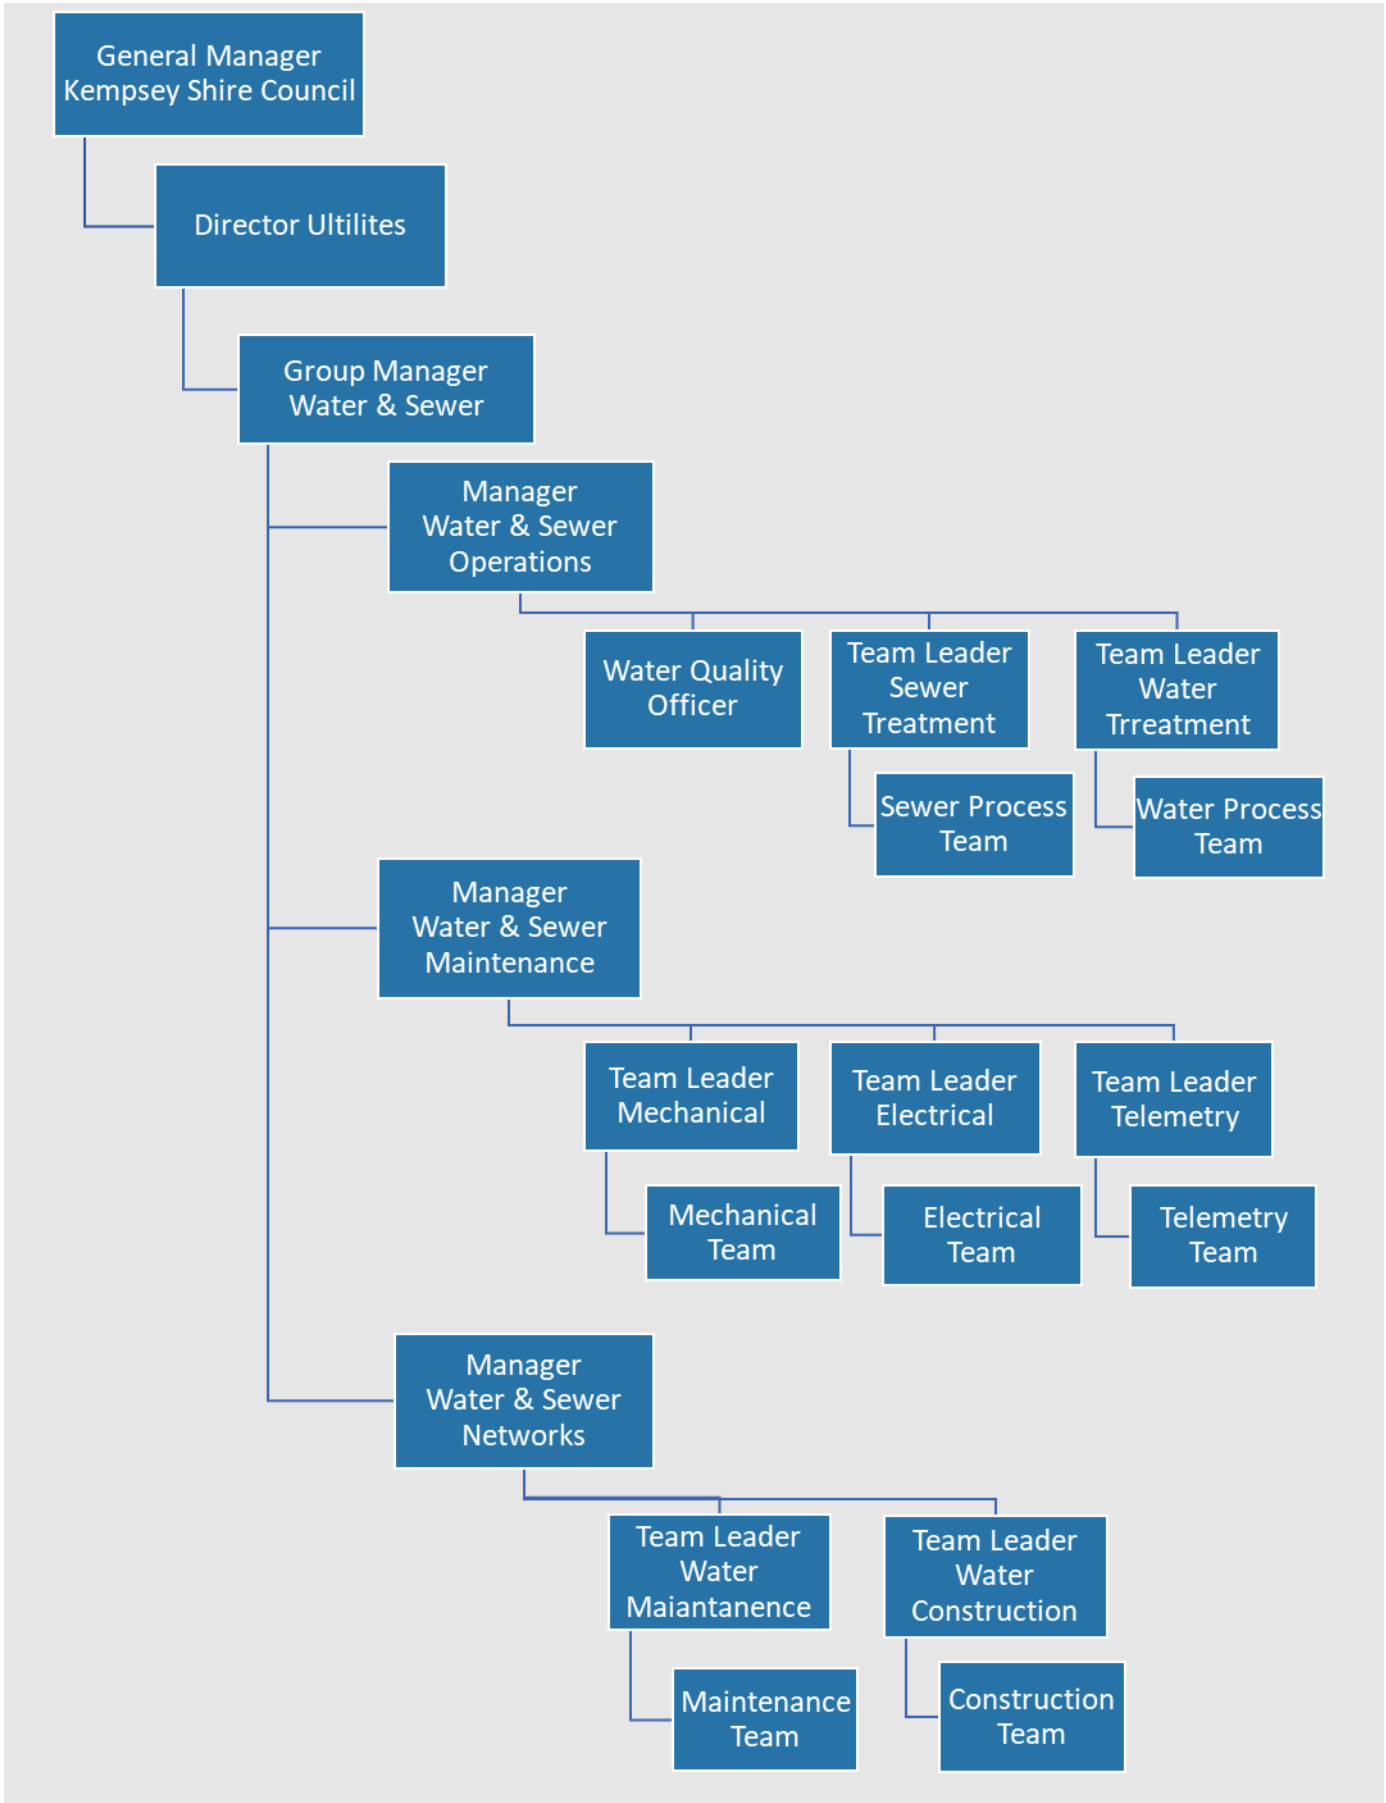 General Manager
Kempsey Shire Council
Director Ultilites
Group Manager
Water & Sewer
Manager
Water & Sewer
Operations
Water Quality
Officer
Team Leader
Sewer
Treatment
Team Leader
Water
Trreatment
Sewer Process
Team
Water Process
Team
Manager
Water & Sewer
Maintenance
Team Leader
Mechanical
Team Leader
Electrical
Team Leader
Telemetry
Mechanical
Team
Electrical
Team
Telemetry
Team
Manager
Water & Sewer
Networks
Team Leader
Water
Maiantanence
Team Leader
Water
Construction
Maintenance
Team
Construction
Team